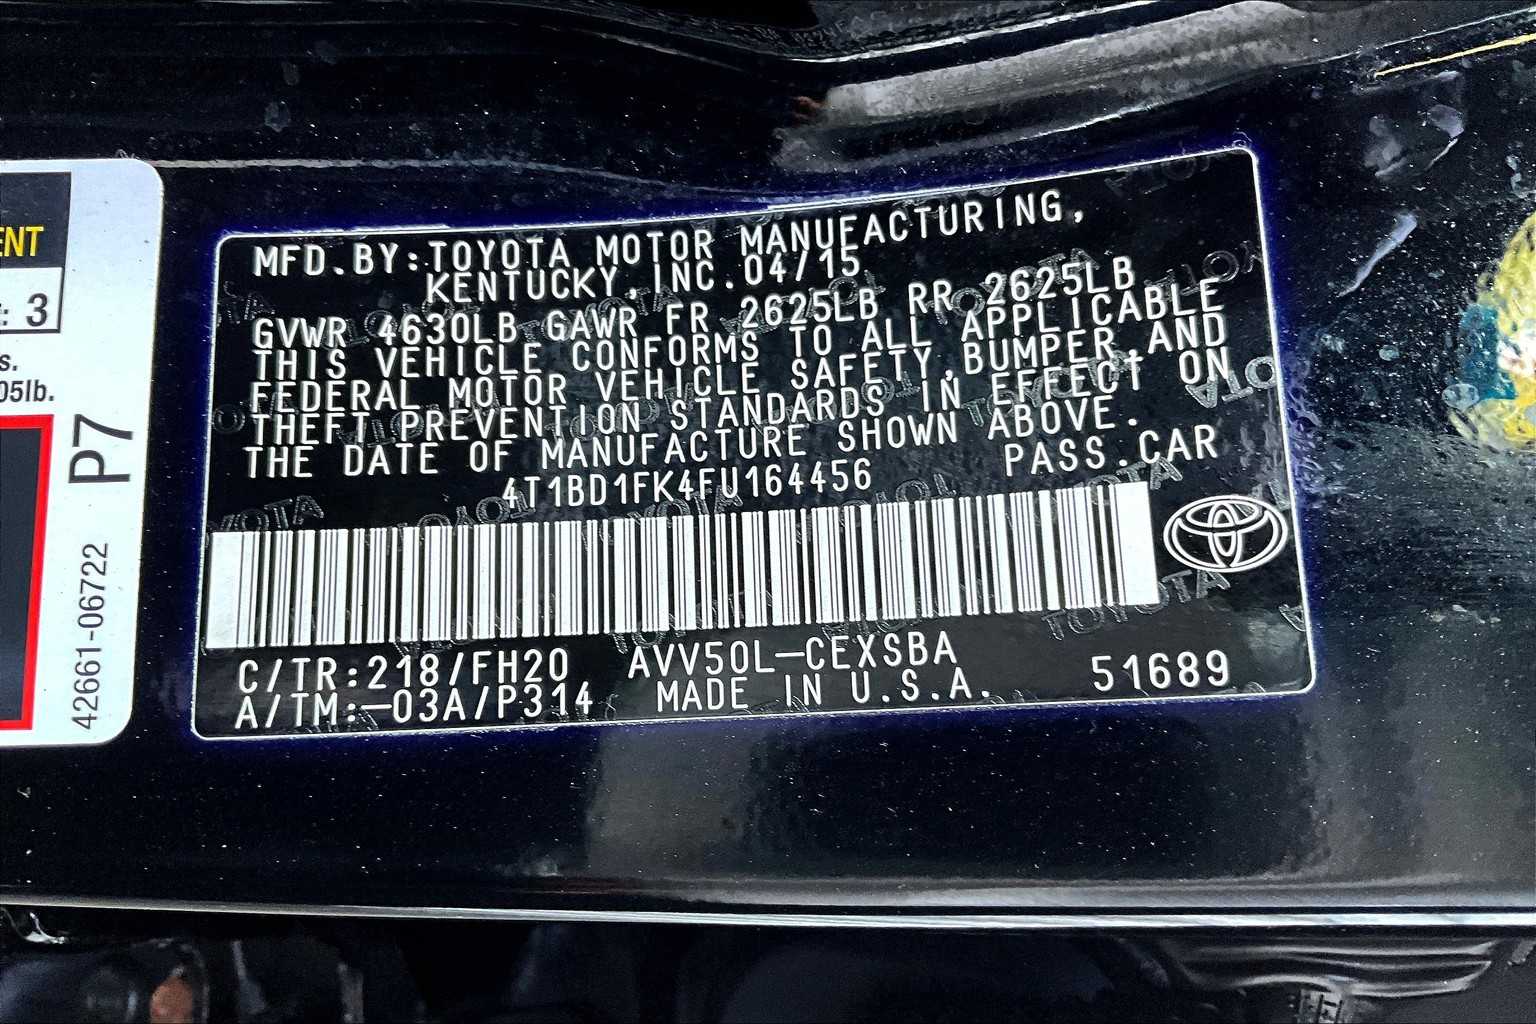 ENT
: 3
s.
05lb.
P7
42661-06722
MFD.BY:TOYOTA MOTOR MANUFACTURING,
KENTUCKY,INC.04/15
GVWR 4630LB GAWR FR 2625LB RR 2625LB
THIS VEHICLE CONFORMS TO ALL APPLICABLE
FEDERAL MOTOR VEHICLE SAFETY,BUMPER,AND
THEFT PREVENTION STANDARDS IN EFFECT ON
THE DATE OF MANUFACTURE SHOWN ABOVE.
4T1BD1FK4FU164456 PASS.CAR
C/TR:218/FH20 AVV50L-CEXSBA
A/TM:-03A/P314 MADE IN U.S.A. 51689